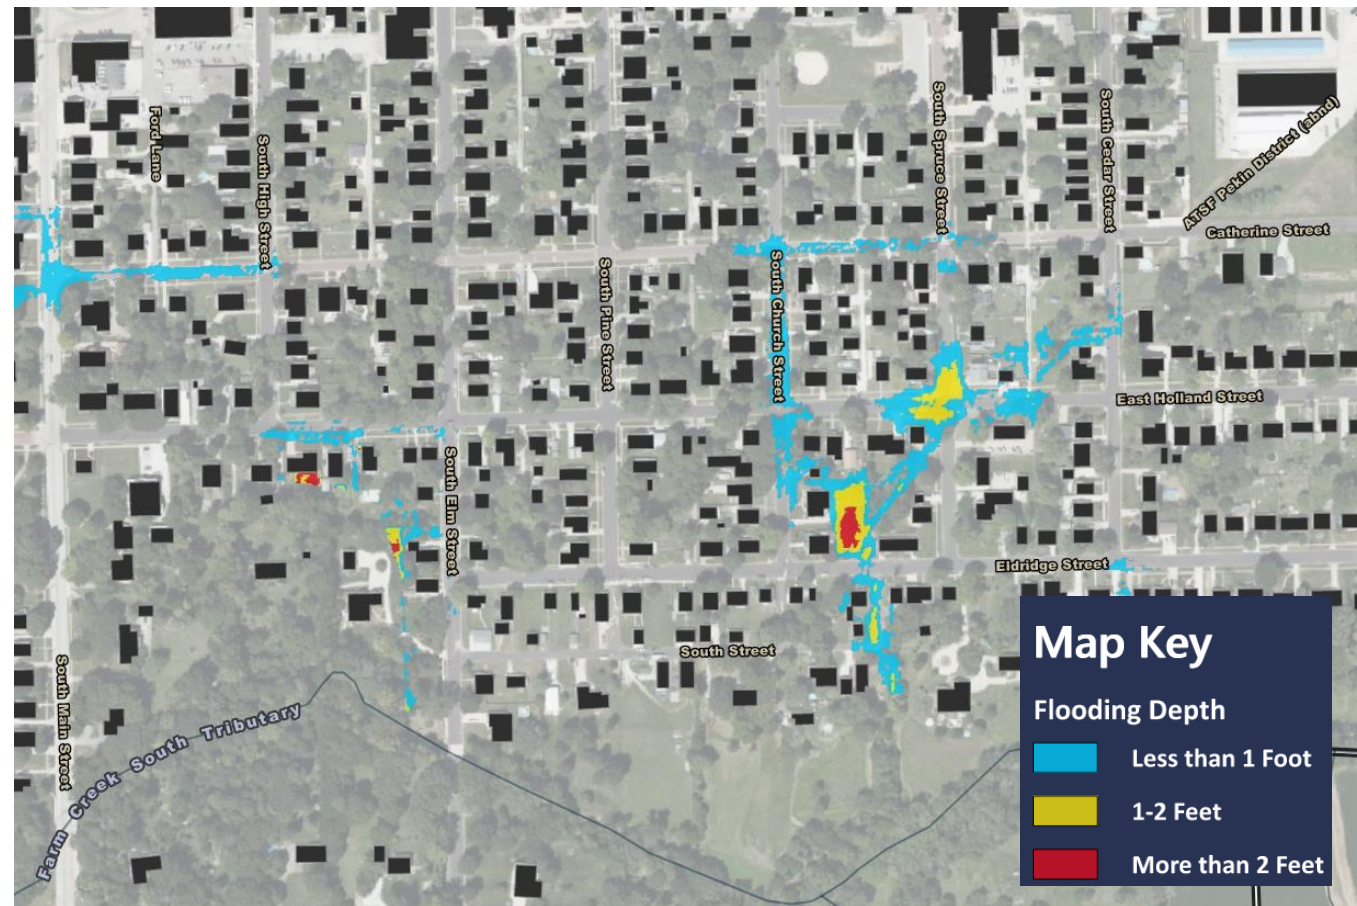 Ford Lane
South High Street
South Spruce Street
South Cedar Street
ATSF Pekin District (abnd)
Catherine Street
South Pine Street
South Church Street
East Holland Street
South Elm Street
Eldridge Street
South Street
South Main Street
Farm Creek South Tributary
Map Key
Flooding Depth
Less than 1 Foot
1-2 Feet
More than 2 Feet